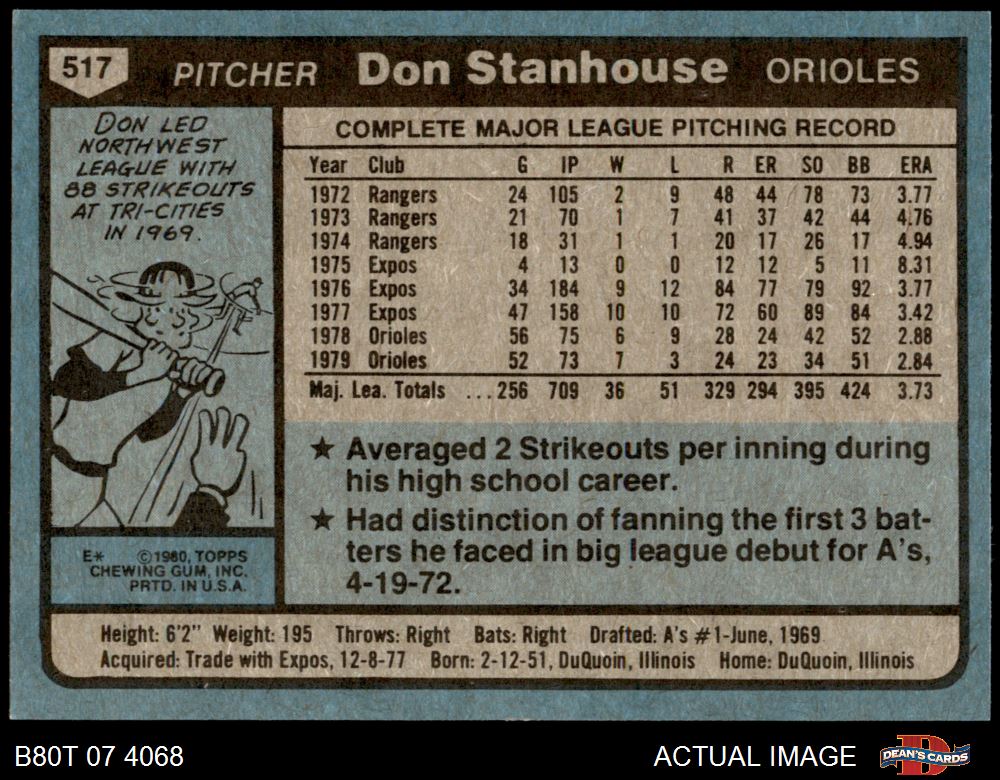 517 PITCHER Don Stanhouse ORIOLES
DON LED
NORTHWEST
LEAGUE WITH
88 STRIKEOUTS
AT TRI-CITIES
IN 1969.
E* ©1980, TOPPS
CHEWING GUM, INC.
PRTD. IN U.S.A.
COMPLETE MAJOR LEAGUE PITCHING RECORD
Year Club G IP W L R ER SO BB ERA
1972 Rangers 24 105 2 9 48 44 78 73 3.77
1973 Rangers 21 70 1 7 41 37 42 44 4.76
1974 Rangers 18 31 1 1 20 17 26 17 4.94
1975 Expos 4 13 0 0 12 12 5 11 8.31
1976 Expos 34 184 9 12 84 77 79 92 3.77
1977 Expos 47 158 10 10 72 60 89 84 3.42
1978 Orioles 56 75 6 9 28 24 42 52 2.88
1979 Orioles 52 73 7 3 24 23 34 51 2.84
Maj. Lea. Totals ...256 709 36 51 329 294 395 424 3.73
★ Averaged 2 Strikeouts per inning during
his high school career.
★ Had distinction of fanning the first 3 bat-
ters he faced in big league debut for A's,
4-19-72.
Height: 6'2" Weight: 195 Throws: Right Bats: Right Drafted: A's #1-June, 1969
Acquired: Trade with Expos, 12-8-77 Born: 2-12-51, DuQuoin, Illinois Home: DuQuoin, Illinois
B80T 07 4068 ACTUAL IMAGE DEAN'S CARDS